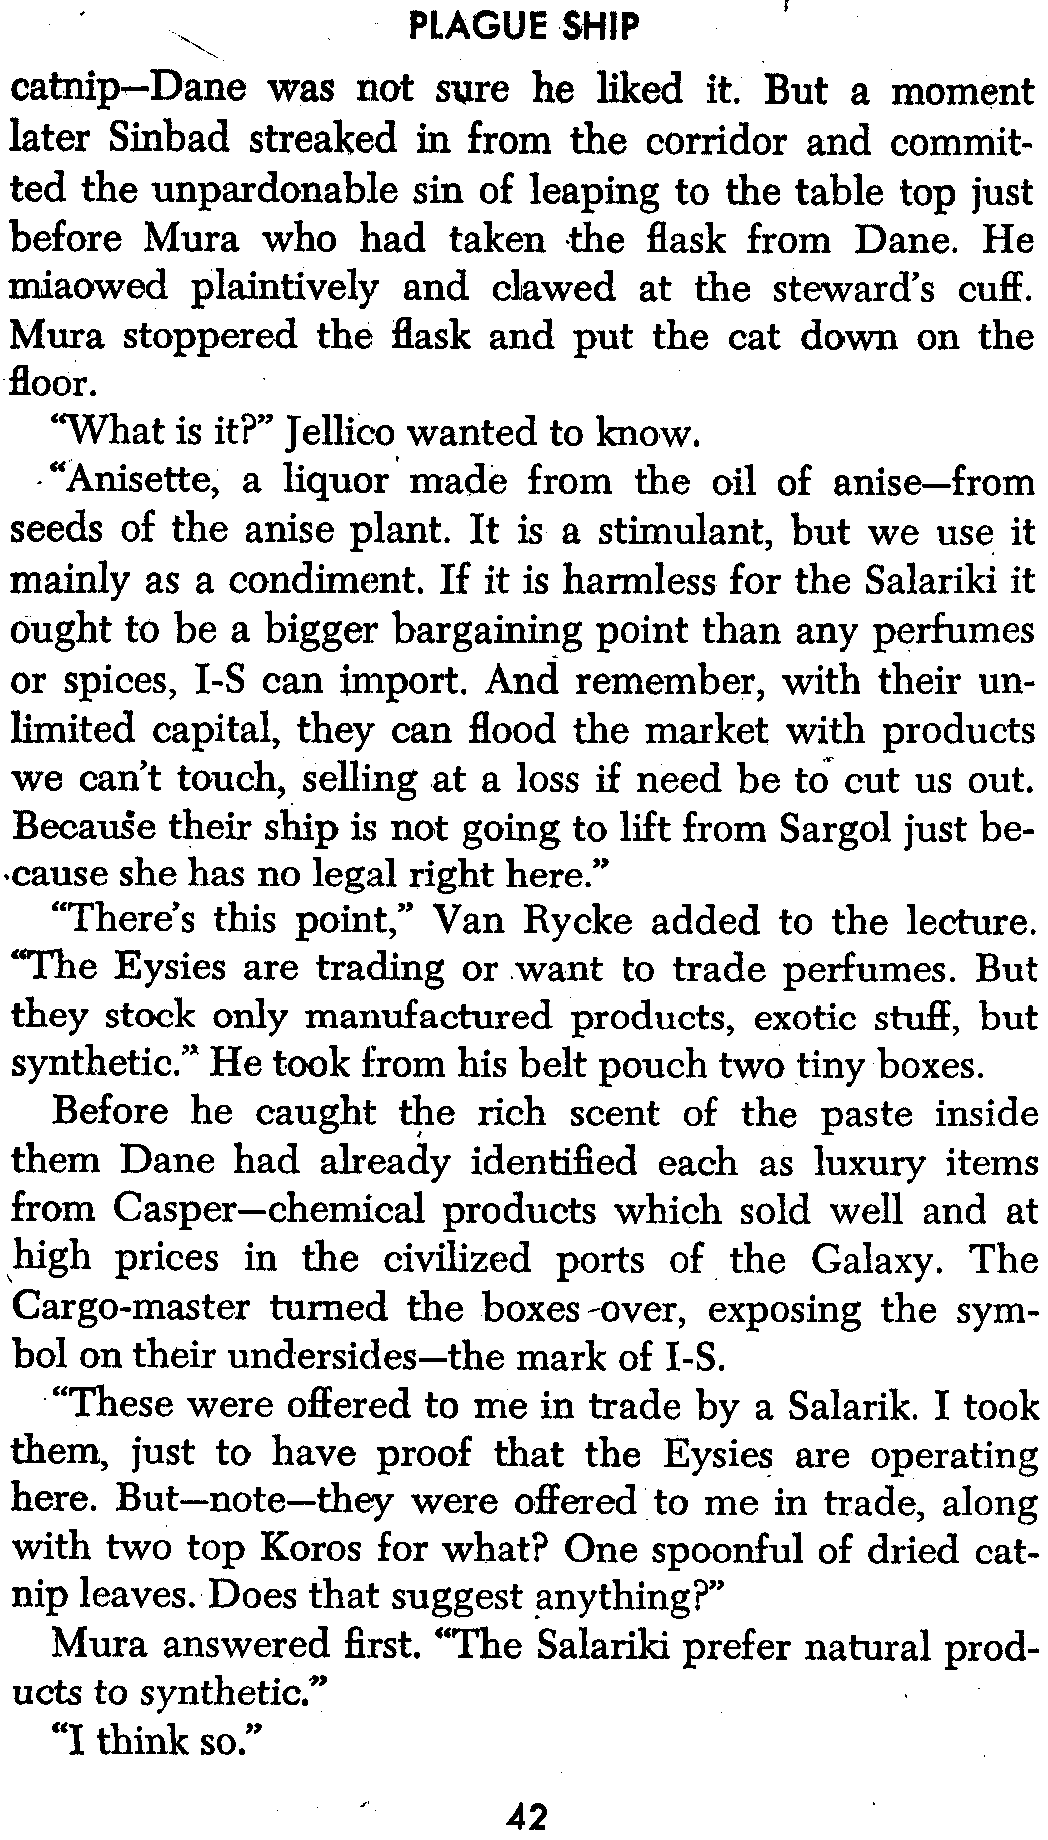 PLAGUE SHIP
catnip—Dane was not sure he liked it. But a moment
later Sinbad streaked in from the corridor and commit-
ted the unpardonable sin of leaping to the table top just
before Mura who had taken the flask from Dane. He
miaowed plaintively and clawed at the steward's cuff.
Mura stoppered the flask and put the cat down on the
floor.
"What is it?" Jellico wanted to know.
"Anisette, a liquor made from the oil of anise—from
seeds of the anise plant. It is a stimulant, but we use it
mainly as a condiment. If it is harmless for the Salariki it
ought to be a bigger bargaining point than any perfumes
or spices, I-S can import. And remember, with their un-
limited capital, they can flood the market with products
we can't touch, selling at a loss if need be to cut us out.
Because their ship is not going to lift from Sargol just be-
cause she has no legal right here."
"There's this point," Van Rycke added to the lecture.
"The Eysies are trading or want to trade perfumes. But
they stock only manufactured products, exotic stuff, but
synthetic." He took from his belt pouch two tiny boxes.
Before he caught the rich scent of the paste inside
them Dane had already identified each as luxury items
from Casper—chemical products which sold well and at
high prices in the civilized ports of the Galaxy. The
Cargo-master turned the boxes over, exposing the sym-
bol on their undersides—the mark of I-S.
"These were offered to me in trade by a Salarik. I took
them, just to have proof that the Eysies are operating
here. But—note—they were offered to me in trade, along
with two top Koros for what? One spoonful of dried cat-
nip leaves. Does that suggest anything?"
Mura answered first. "The Salariki prefer natural prod-
ucts to synthetic."
"I think so."
42